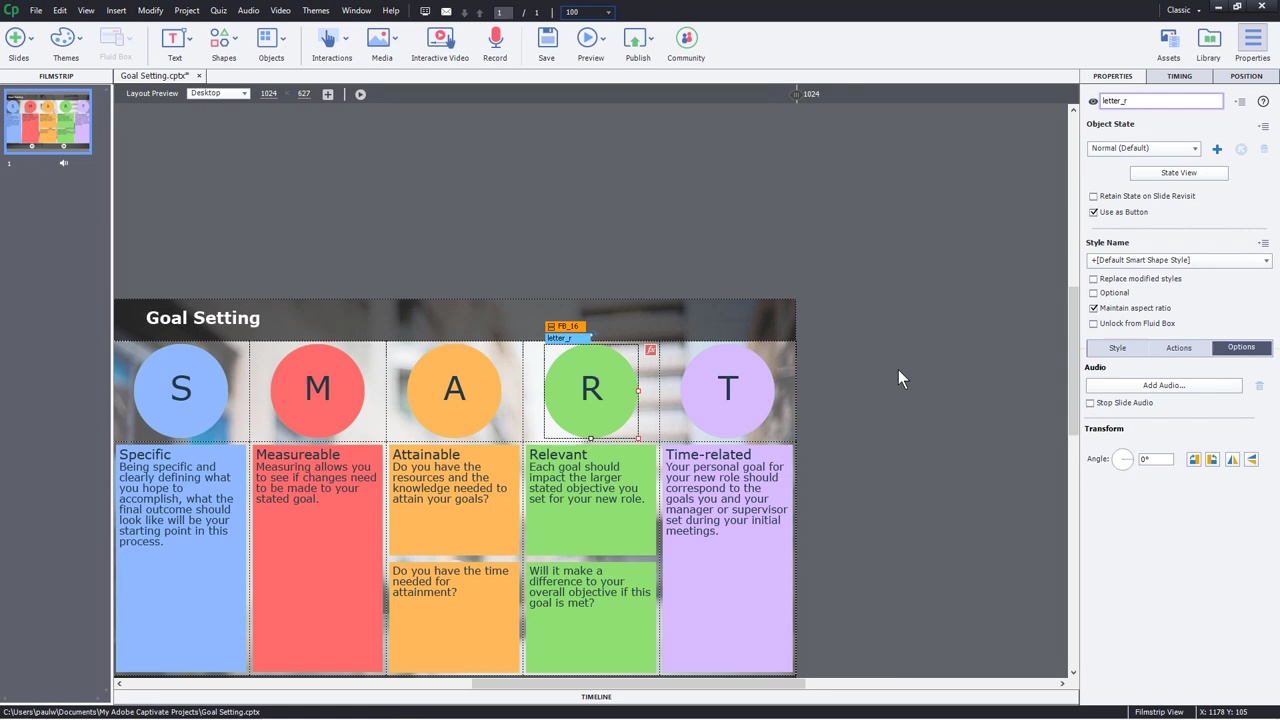 Cp File Edit View Insert Modify Project Quiz Audio Video Themes Window Help 1 / 1 100 Classic
Slides Themes Fluid Box Text Shapes Objects Interactions Media Interactive Video Record Save Preview Publish Community Assets Library Properties
FILMSTRIP Goal Setting.cptx* × PROPERTIES TIMING POSITION
Layout Preview Desktop 1024 × 627 1024
letter_r
Object State
Normal (Default)
State View
Retain State on Slide Revisit
Use as Button
Style Name
+[Default Smart Shape Style]
Replace modified styles
Optional
Maintain aspect ratio
Unlock from Fluid Box
Style Actions Options
Audio
Add Audio...
Stop Slide Audio
Transform
Angle: 0°
1
Goal Setting
FB_16
letter_r
fx
S M A R T
Specific
Being specific and
clearly defining what
you hope to
accomplish, what the
final outcome should
look like will be your
starting point in this
process.
Measureable
Measuring allows you
to see if changes need
to be made to your
stated goal.
Attainable
Do you have the
resources and the
knowledge needed to
attain your goals?
Do you have the time
needed for
attainment?
Relevant
Each goal should
impact the larger
stated objective you
set for your new role.
Will it make a
difference to your
overall objective if this
goal is met?
Time-related
Your personal goal for
your new role should
correspond to the
goals you and your
manager or supervisor
set during your initial
meetings.
TIMELINE
C:\Users\paulw\Documents\My Adobe Captivate Projects\Goal Setting.cptx Filmstrip View X: 1178 Y: 105